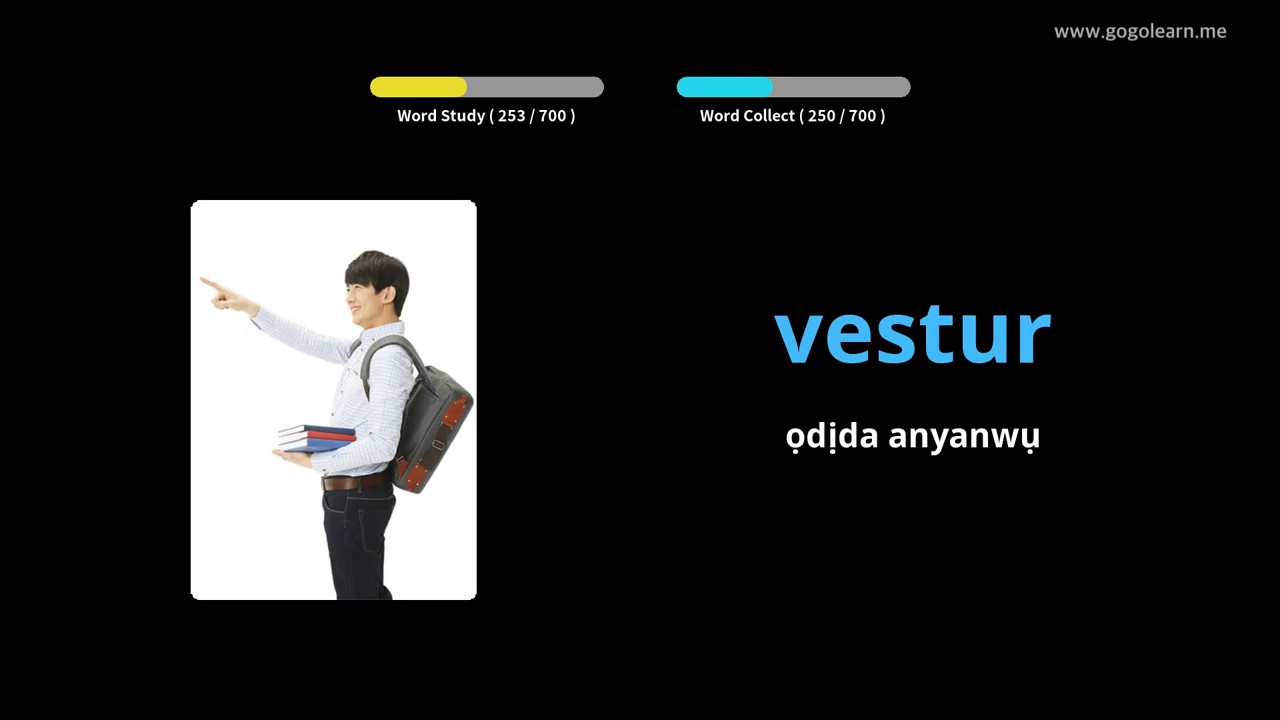 www.gogolearn.me
Word Study ( 253 / 700 )
Word Collect ( 250 / 700 )
vestur
ọdịda anyanwụ